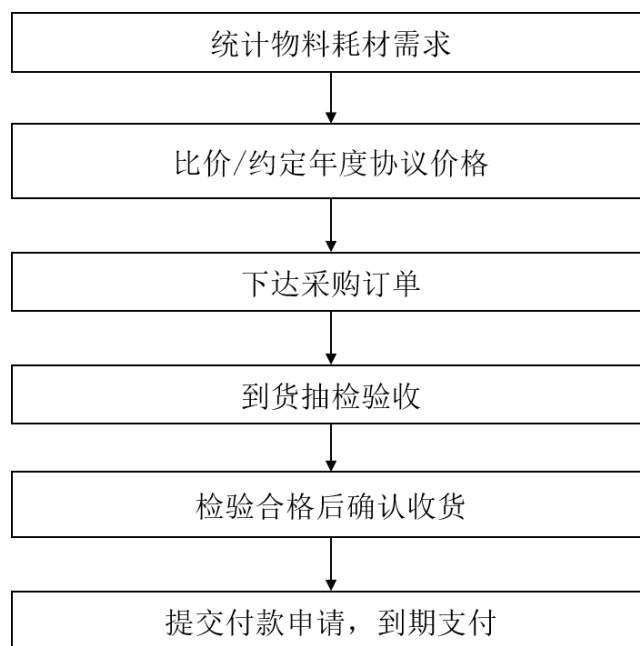 统计物料耗材需求
比价/约定年度协议价格
下达采购订单
到货抽检验收
检验合格后确认收货
提交付款申请，到期支付